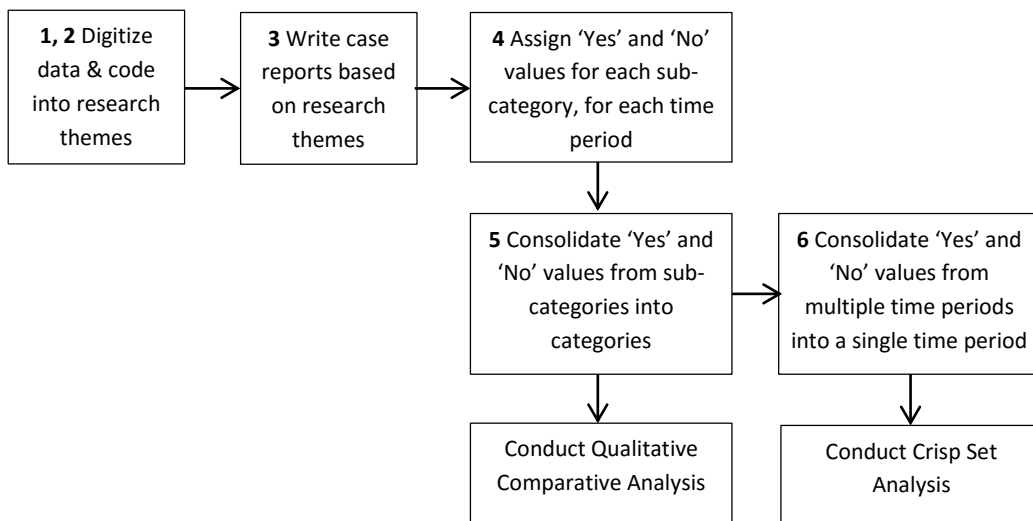 1, 2 Digitize
data & code
into research
themes
3 Write case
reports based
on research
themes
4 Assign ‘Yes’ and ‘No’
values for each sub-
category, for each time
period
5 Consolidate ‘Yes’ and
‘No’ values from sub-
categories into
categories
6 Consolidate ‘Yes’ and
‘No’ values from
multiple time periods
into a single time period
Conduct Qualitative
Comparative Analysis
Conduct Crisp Set
Analysis